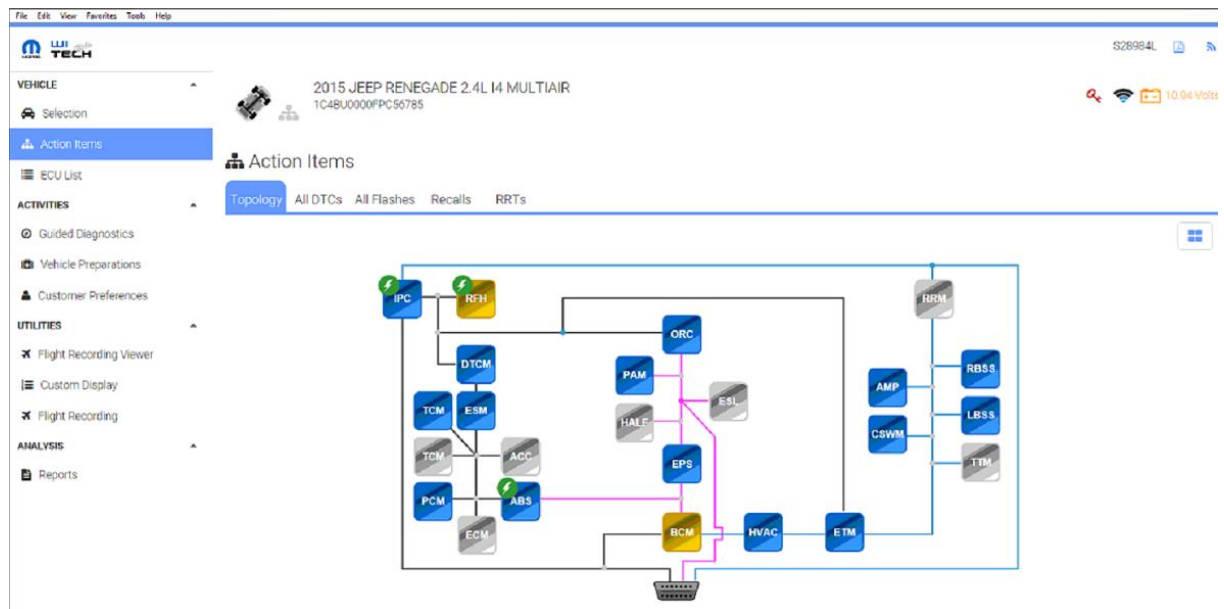 File Edit View Favorites Tools Help
WI TECH
S28984L
VEHICLE
Selection
Action Items
ECU List
ACTIVITIES
Guided Diagnostics
Vehicle Preparations
Customer Preferences
UTILITIES
Flight Recording Viewer
Custom Display
Flight Recording
ANALYSIS
Reports
2015 JEEP RENEGADE 2.4L I4 MULTIAIR
1C4BU0000FPC56785
10.94 Volts
Action Items
Topology All DTCs All Flashes Recalls RRTs
IPC RFH RRM
ORC
DTCM PAM RBSS
AMP
ESL
TCM ESM HALF LBSS
CSWM
TCM ACC EPS TTM
PCM ABS
ECM BCM HVAC ETM